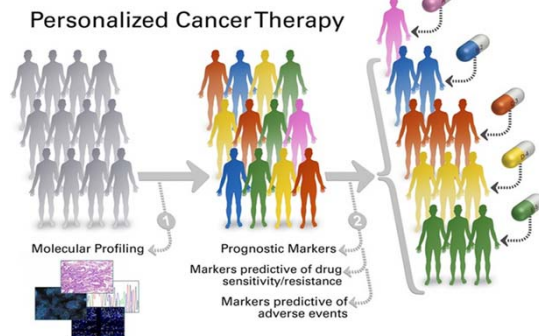 Personalized Cancer Therapy
1
2
Molecular Profiling
Prognostic Markers
Markers predictive of drug
sensitivity/resistance
Markers predictive of
adverse events